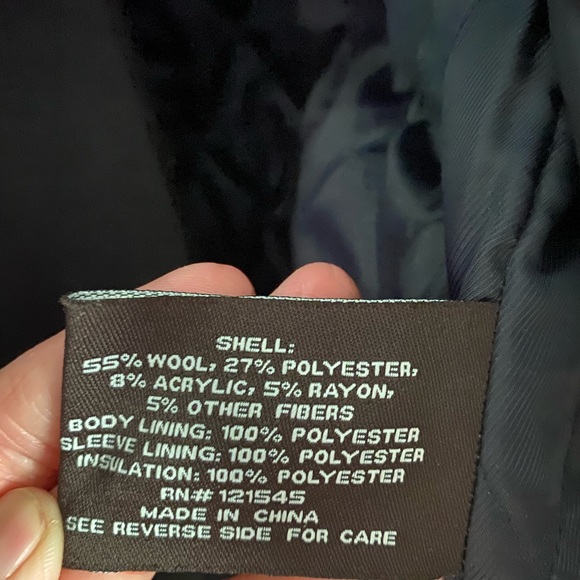 SHELL:
55% WOOL, 27% POLYESTER,
8% ACRYLIC, 5% RAYON,
5% OTHER FIBERS
BODY LINING: 100% POLYESTER
SLEEVE LINING: 100% POLYESTER
INSULATION: 100% POLYESTER
RN# 121545
MADE IN CHINA
SEE REVERSE SIDE FOR CARE